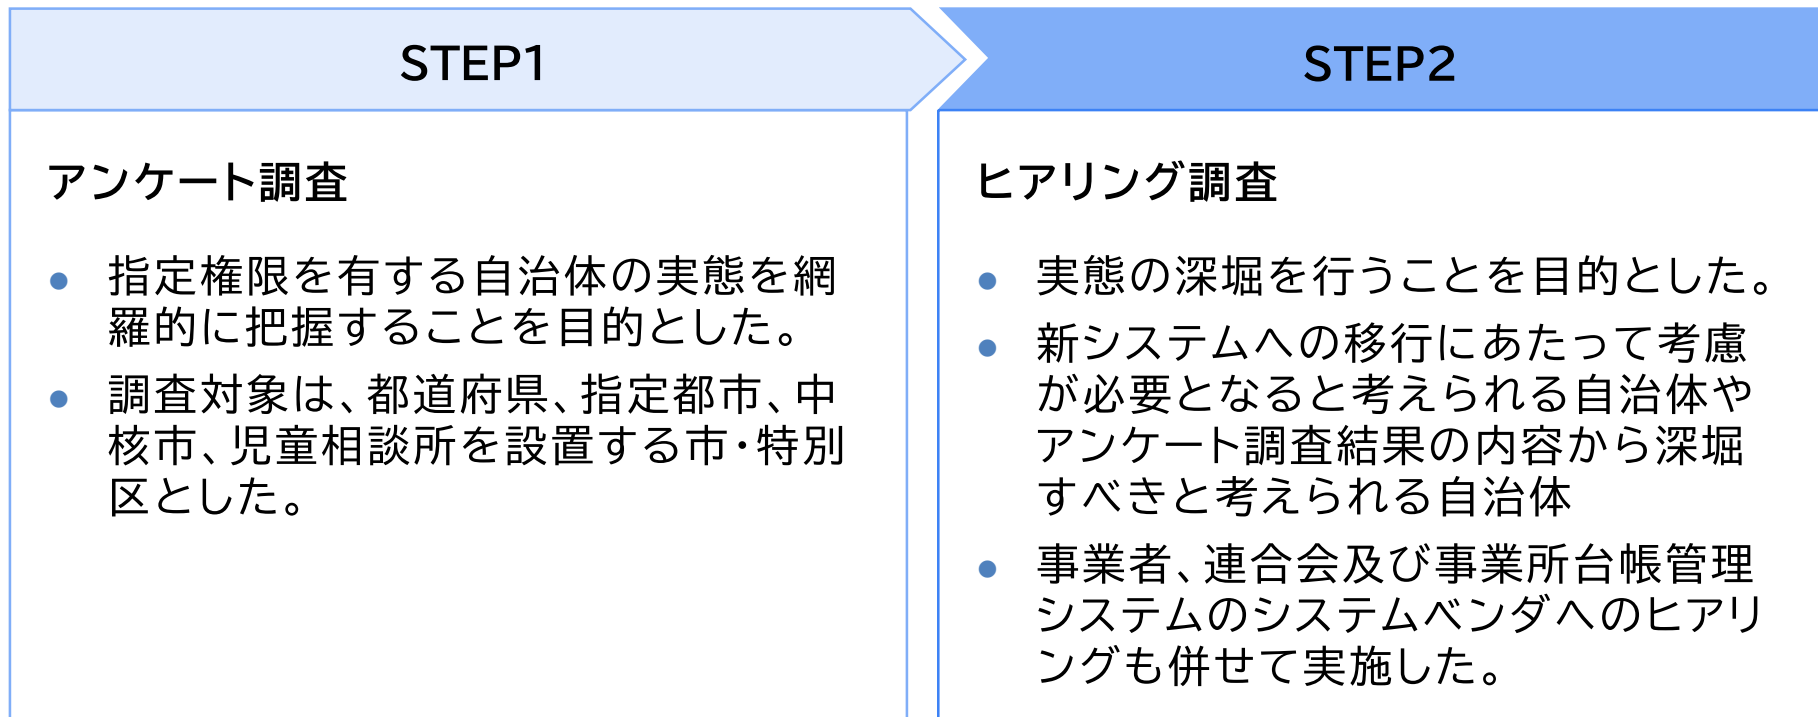 STEP1
アンケート調査
● 指定権限を有する自治体の実態を網
羅的に把握することを目的とした。
● 調査対象は、都道府県、指定都市、中
核市、児童相談所を設置する市・特別
区とした。
STEP2
ヒアリング調査
● 実態の深堀を行うことを目的とした。
● 新システムへの移行にあたって考慮
が必要となると考えられる自治体や
アンケート調査結果の内容から深堀
すべきと考えられる自治体
● 事業者、連合会及び事業所台帳管理
システムのシステムベンダへのヒアリ
ングも併せて実施した。